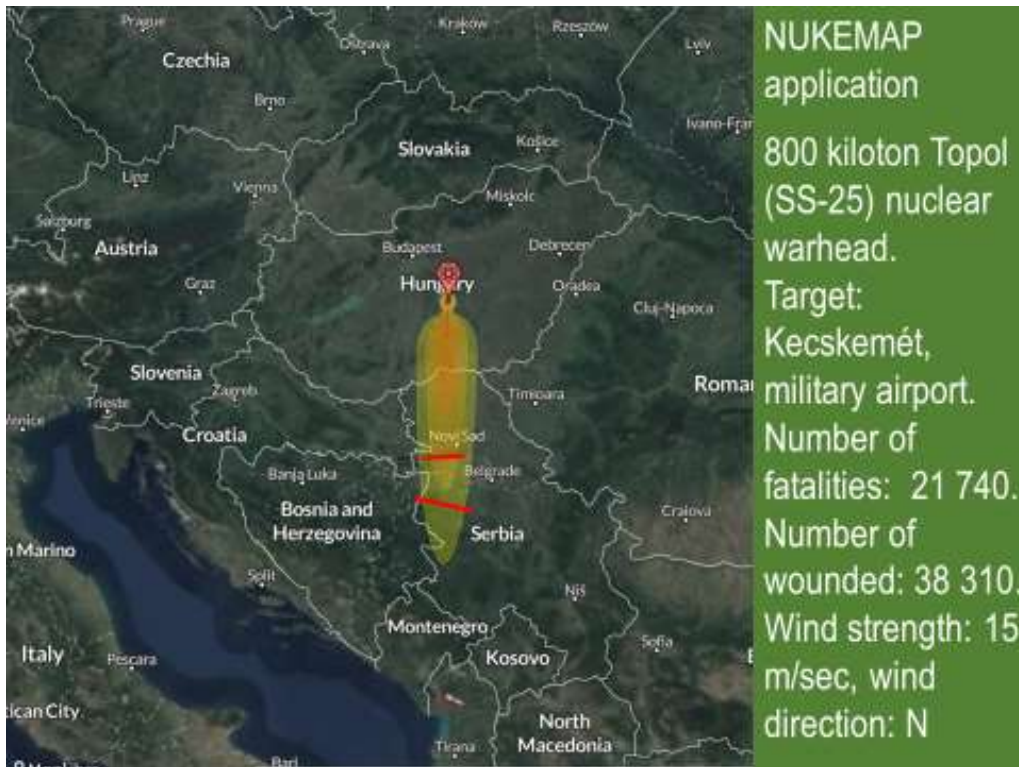 Prague
Kraków
Rzeszów
Ostrava
Lviv
Czechia
Brno
Ivano-Fran
Slovakia
Košice
Linz
Vienna
Miskolc
Salzburg
Austria
Budapest
Debrecen
Hungary
Graz
Oradea
Cluj-Napoca
Slovenia
Zagreb
Timișoara
Romar
Trieste
Venice
Croatia
Novi Sad
Banja Luka
Belgrade
Bosnia and
Herzegovina
Craiova
Serbia
n Marino
Split
Niš
Montenegro
Sofia
Italy
Pescara
Kosovo
tican City
North
Macedonia
Tirana
Bari
NUKEMAP
application
800 kiloton Topol
(SS-25) nuclear
warhead.
Target:
Kecskemét,
military airport.
Number of
fatalities: 21 740.
Number of
wounded: 38 310.
Wind strength: 15
m/sec, wind
direction: N